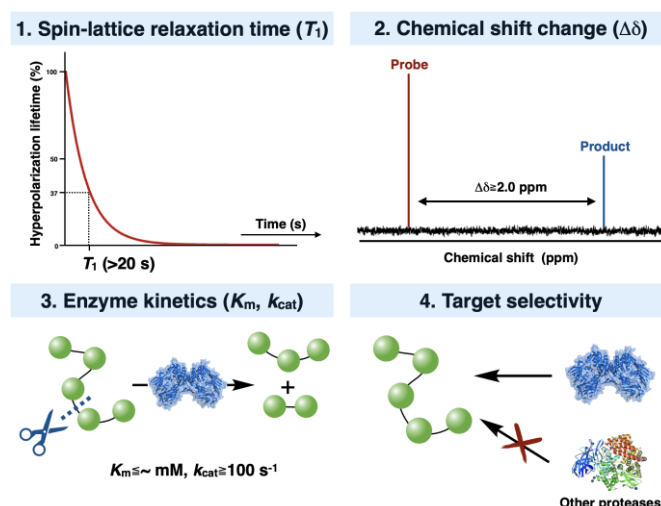 1. Spin-lattice relaxation time (T₁)
Hyperpolarization lifetime (%)
100
50
37
0
Time (s)
T₁ (>20 s)
2. Chemical shift change (Δδ)
Probe
Product
Δδ≧2.0 ppm
Chemical shift (ppm)
3. Enzyme kinetics (Kₘ, k_cat)
+
Kₘ≦~ mM, k_cat≧100 s⁻¹
4. Target selectivity
Other proteases